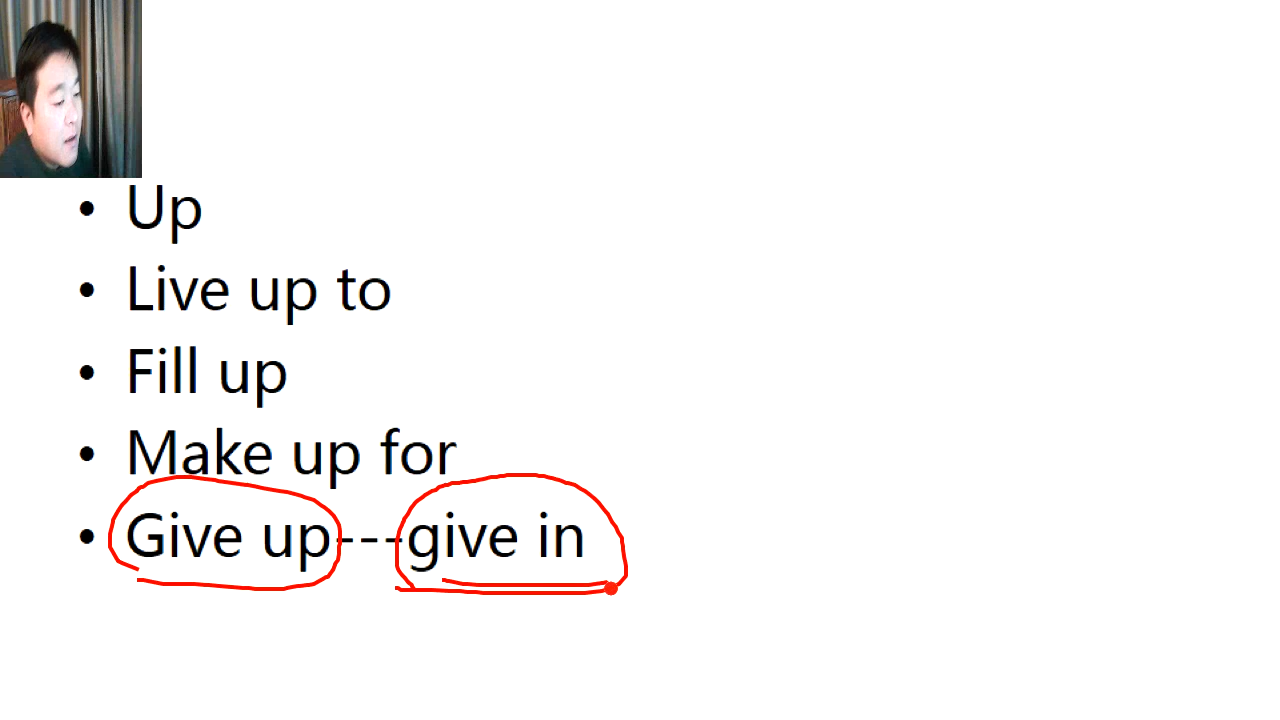 Up
Live up to
Fill up
Make up for
Give up---give in